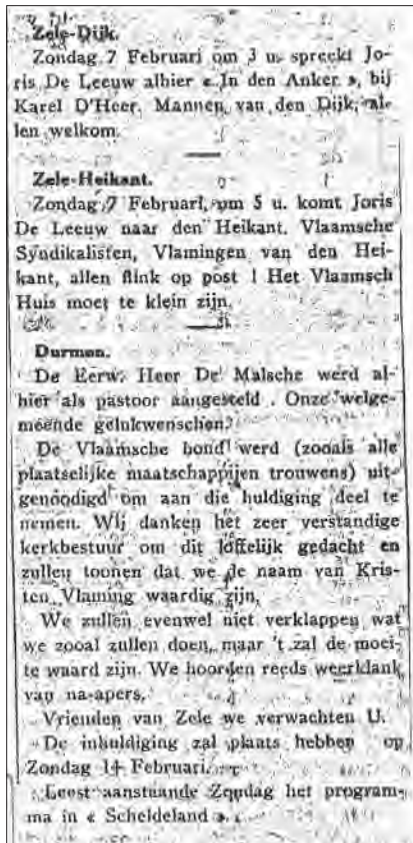 Zele-Dijk.
Zondag 7 Februari om 3 u. spreekt Jo-
ris De Leeuw alhier « In den Anker », bij
Karel D'Heer. Mannen van den Dijk, al-
len welkom.
Zele-Heikant.
Zondag 7 Februari, om 5 u. komt Joris
De Leeuw naar den Heikant. Vlaamsche
Syndikalisten, Vlamingen van den Hei-
kant, allen flink op post ! Het Vlaamsch
Huis moet te klein zijn.
Durmen.
De Eerw. Heer De Malsche werd al-
hier als pastoor aangesteld . Onze welge-
meende gelukwenschen.
De Vlaamsche bond werd (zooals alle
plaatselijke maatschappijen trouwens) uit-
genoodigd om aan die huldiging deel te
nemen. Wij danken het zeer verstandige
kerkbestuur om dit loffelijk gedacht en
zullen toonen dat we de naam van Kris-
ten Vlaming waardig zijn.
We zullen evenwel niet verklappen wat
we zooal zullen doen, maar 't zal de moei-
te waard zijn. We hoorden reeds weerklank
van na-apers.
Vrienden van Zele we verwachten U.
De inhuldiging zal plaats hebben op
Zondag 14 Februari.
Leest aanstaande Zondag het program-
ma in « Scheldeland ».